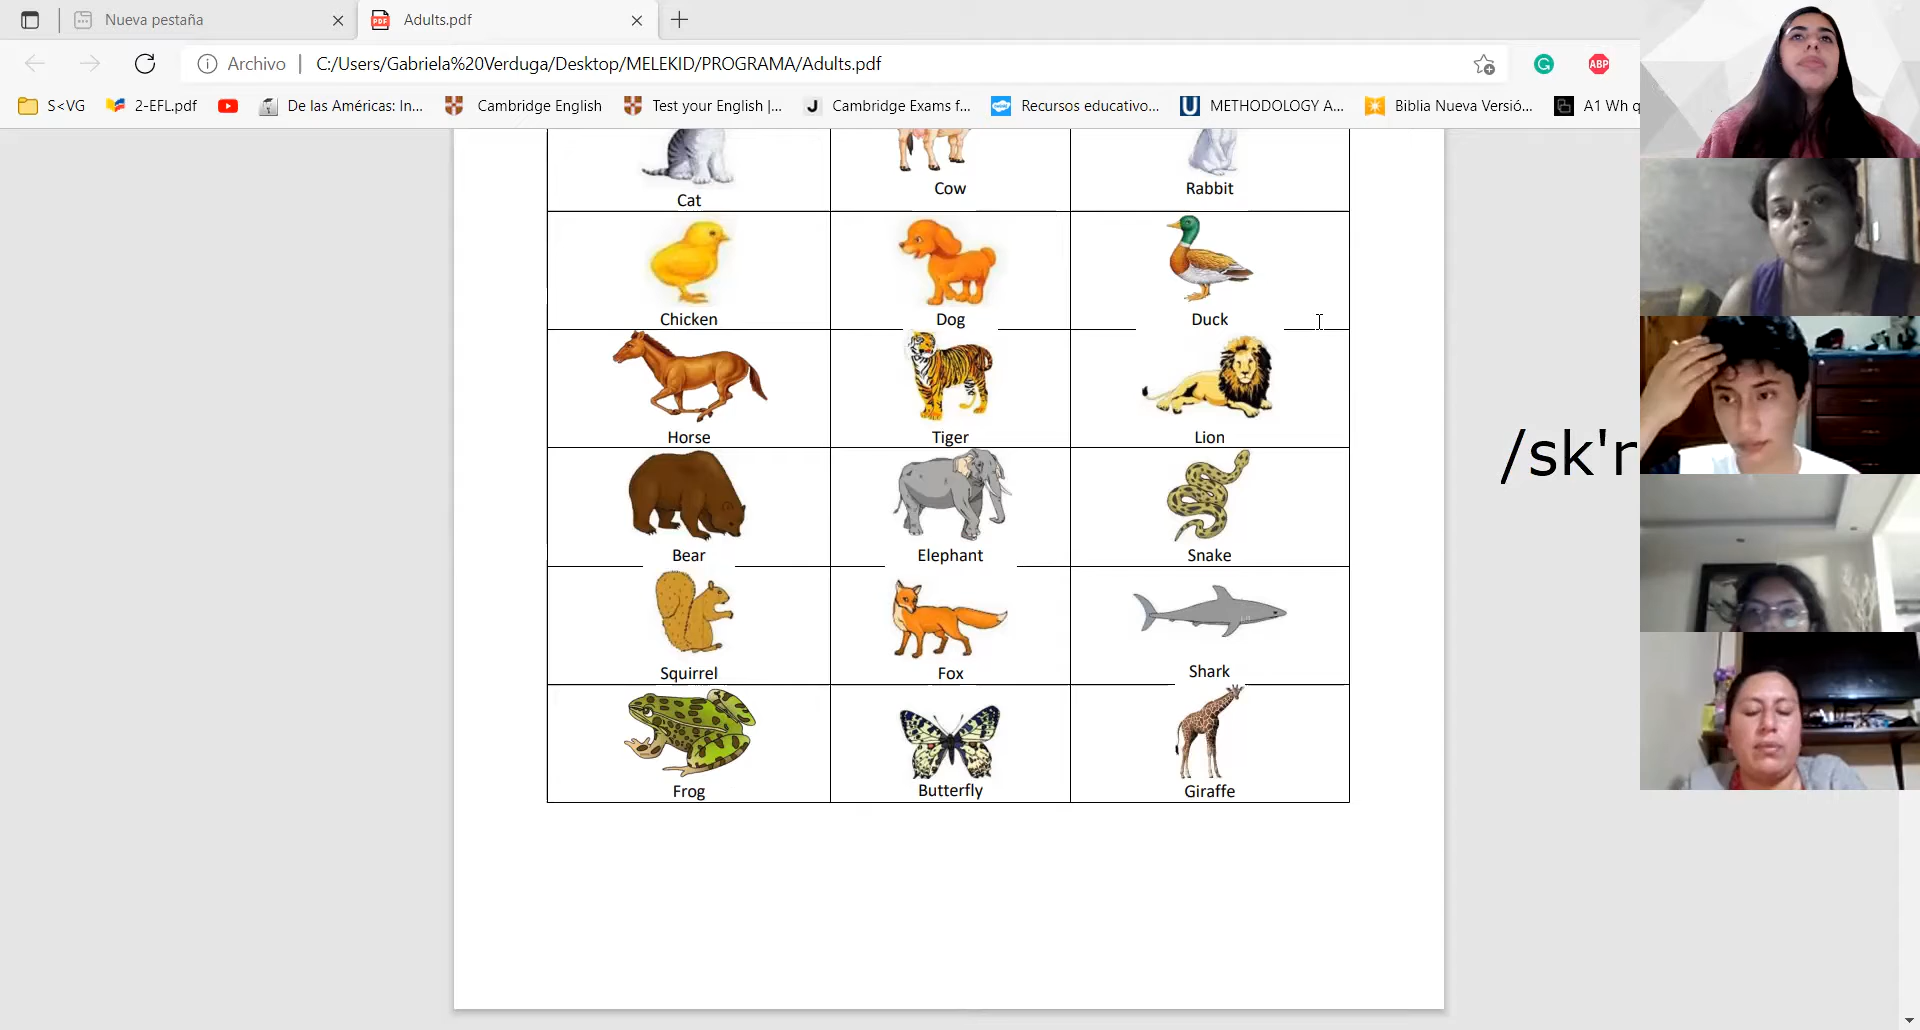 Nueva pestaña
Adults.pdf
Archivo | C:/Users/Gabriela%20Verduga/Desktop/MELEKID/PROGRAMA/Adults.pdf
ABP
S<VG 2-EFL.pdf De las Américas: In... Cambridge English Test your English |... Cambridge Exams f... Recursos educativo... METHODOLOGY A... Biblia Nueva Versió... A1 Wh q
Cat Cow Rabbit
Chicken Dog Duck
Horse Tiger Lion
/sk'r
Bear Elephant Snake
Squirrel Fox Shark
Frog Butterfly Giraffe